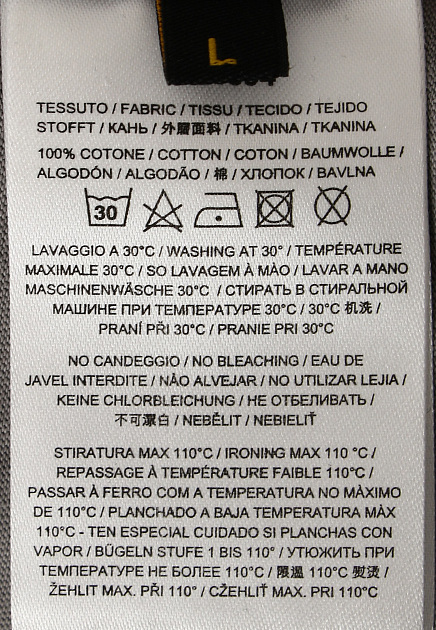 L
TESSUTO / FABRIC / TISSU / TECIDO / TEJIDO
STOFFT / КАНЬ / 外層面料 / TKANINA / TKANINA
100% COTONE / COTTON / COTON / BAUMWOLLE /
ALGODÓN / ALGODÃO / 棉 / ХЛОПОК / BAVLNA
30
LAVAGGIO A 30°C / WASHING AT 30° / TEMPÉRATURE
MAXIMALE 30°C / SO LAVAGEM À MÀO / LAVAR A MANO
MASCHINENWÄSCHE 30°C / СТИРАТЬ В СТИРАЛЬНОЙ
МАШИНЕ ПРИ ТЕМПЕРАТУРЕ 30°C / 30°C 机洗 /
PRANÍ PŘI 30°C / PRANIE PRI 30°C
NO CANDEGGIO / NO BLEACHING / EAU DE
JAVEL INTERDITE / NÃO ALVEJAR / NO UTILIZAR LEJIA /
KEINE CHLORBLEICHUNG / НЕ ОТБЕЛИВАТЬ /
不可漂白 / NEBĚLIT / NEBIELIŤ
STIRATURA MAX 110°C / IRONING MAX 110 °C /
REPASSAGE À TEMPÉRATURE FAIBLE 110°C /
PASSAR À FERRO COM A TEMPERATURA NO MÀXIMO
DE 110°C / PLANCHADO A BAJA TEMPERATURA MÀX
110°C - TEN ESPECIAL CUIDADO SI PLANCHAS CON
VAPOR / BÜGELN STUFE 1 BIS 110° / УТЮЖИТЬ ПРИ
ТЕМПЕРАТУРЕ НЕ БОЛЕЕ 110°C / 限溫 110°C 熨燙 /
ŽEHLIT MAX. PŘI 110° / CŽEHLIŤ MAX. PRI 110°C